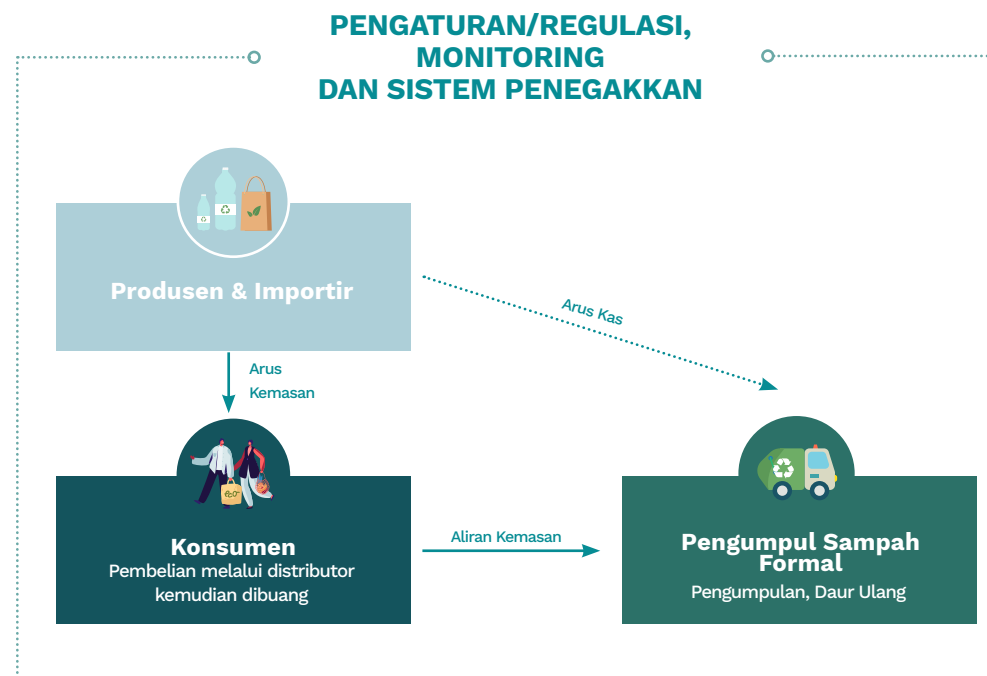 PENGATURAN/REGULASI,
MONITORING
DAN SISTEM PENEGAKKAN
Produsen & Importir
Arus Kas
Arus
Kemasan
eco
Konsumen
Pembelian melalui distributor
kemudian dibuang
Aliran Kemasan
Pengumpul Sampah
Formal
Pengumpulan, Daur Ulang